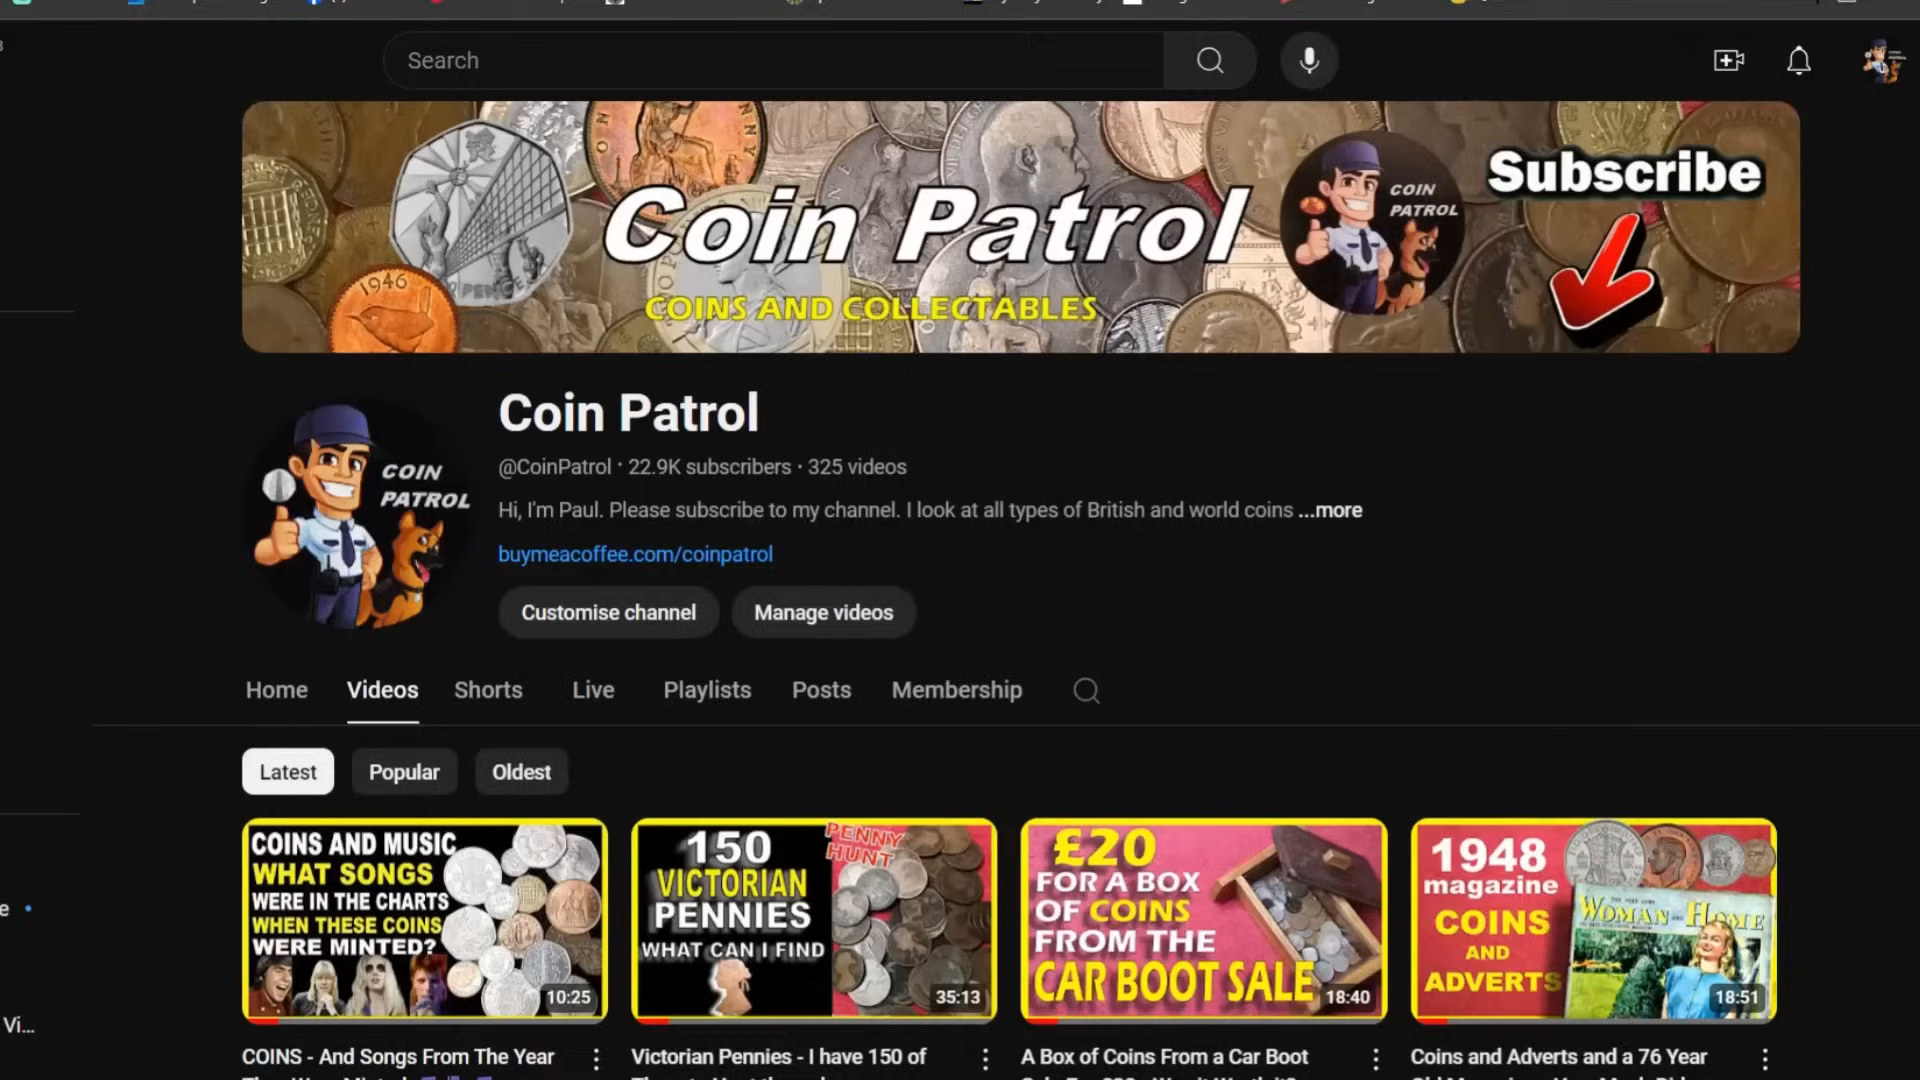 Search
1946
PENCE
Coin Patrol
COINS AND COLLECTABLES
COIN
PATROL
Subscribe
Coin Patrol
COIN
PATROL
@CoinPatrol · 22.9K subscribers · 325 videos
Hi, I'm Paul. Please subscribe to my channel. I look at all types of British and world coins ...more
buymeacoffee.com/coinpatrol
Customise channel
Manage videos
Home Videos Shorts Live Playlists Posts Membership
Latest Popular Oldest
COINS AND MUSIC
WHAT SONGS
WERE IN THE CHARTS
WHEN THESE COINS
WERE MINTED?
10:25
150
VICTORIAN
PENNIES
WHAT CAN I FIND
PENNY
HUNT
35:13
£20
FOR A BOX
OF COINS
FROM THE
CAR BOOT SALE
18:40
1948
magazine
COINS
AND
ADVERTS
WOMAN AND HOME
18:51
Vi...
COINS - And Songs From The Year
Victorian Pennies - I have 150 of
A Box of Coins From a Car Boot
Coins and Adverts and a 76 Year